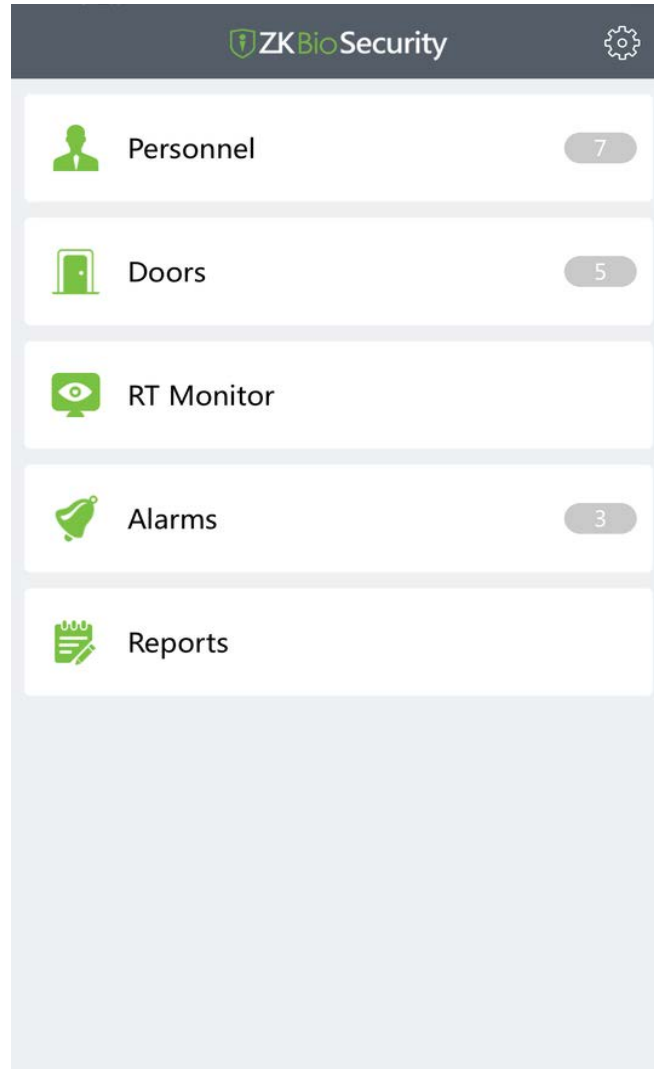 ZKBioSecurity
Personnel 7
Doors 5
RT Monitor
Alarms 3
Reports